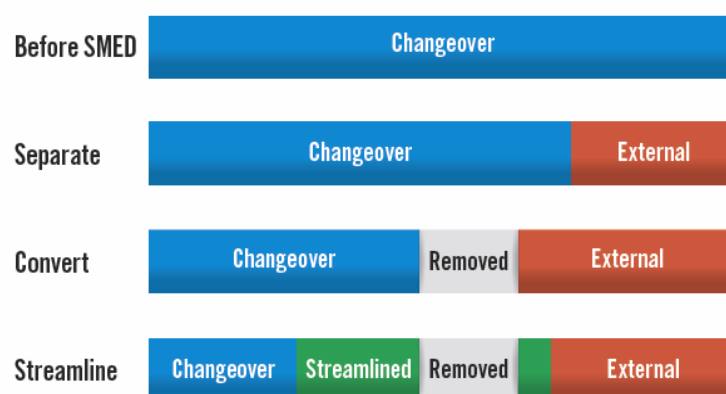 Before SMED
Changeover
Separate
Changeover
External
Convert
Changeover
Removed
External
Streamline
Changeover
Streamlined
Removed
External